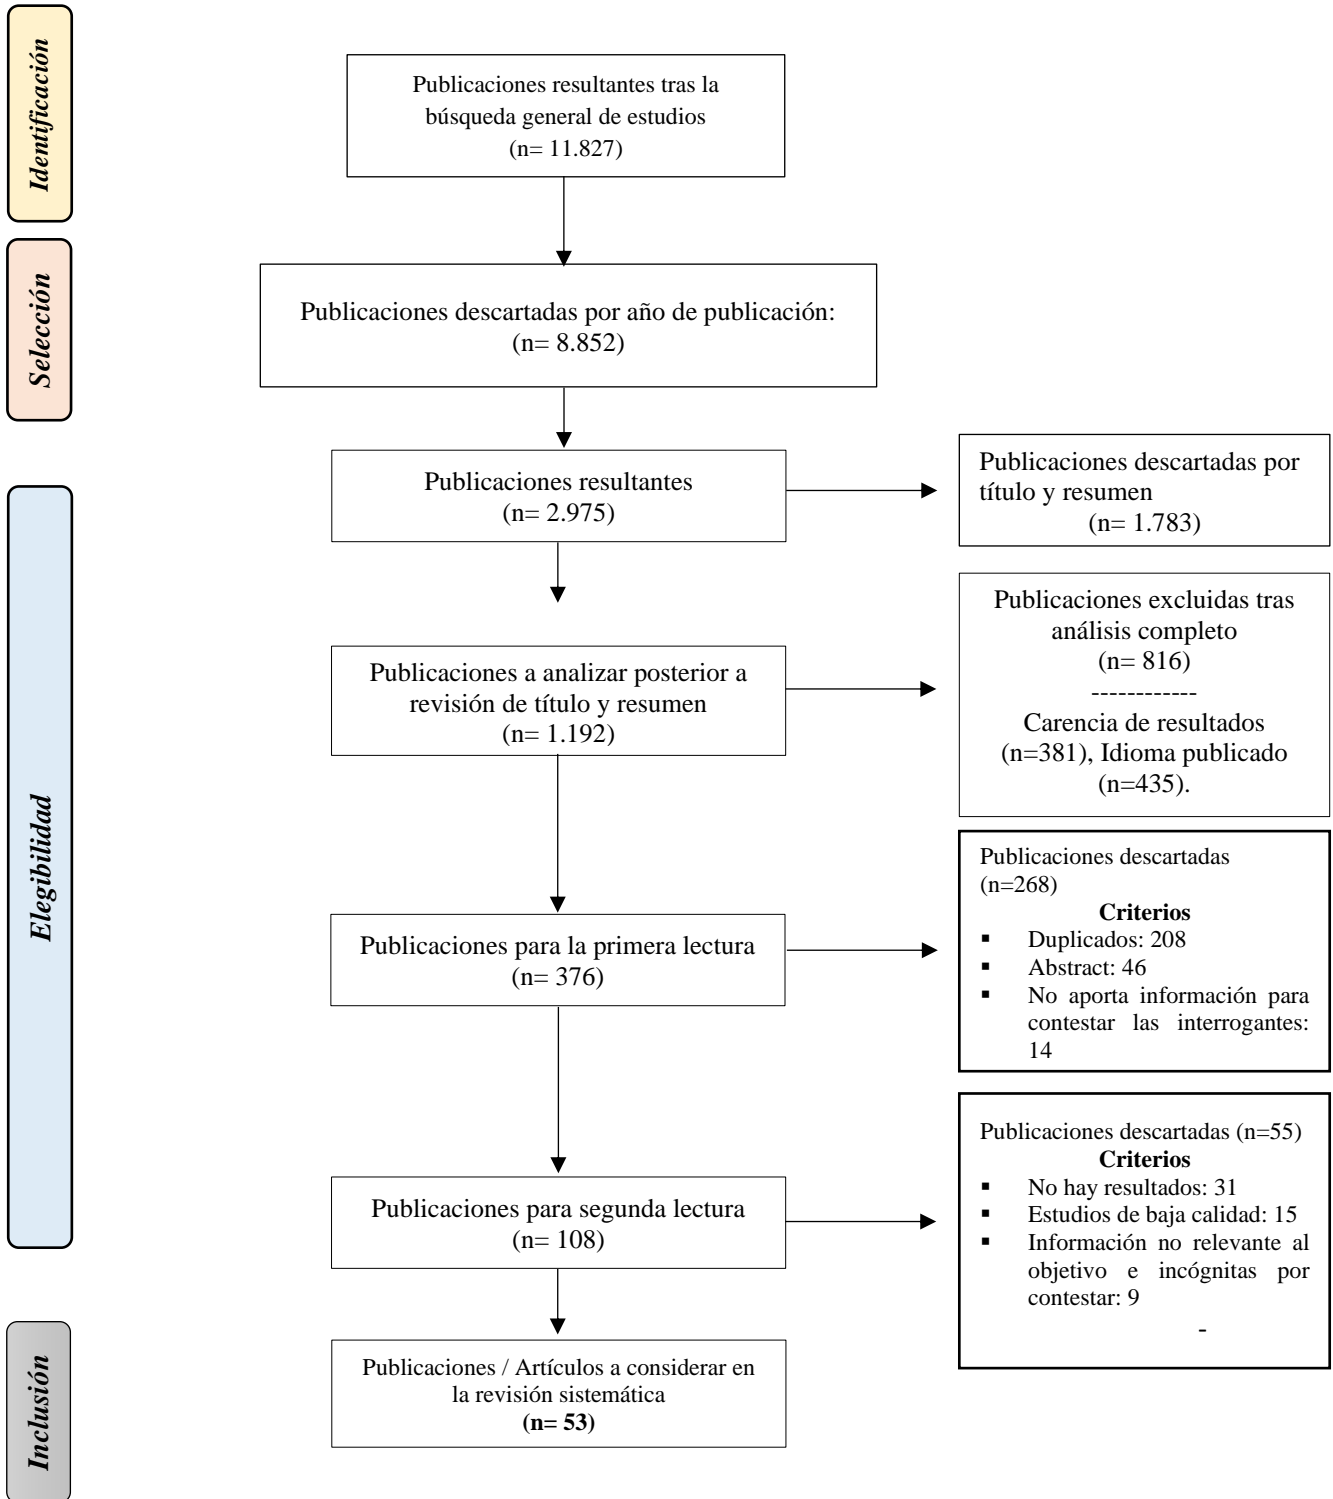 Identificación
Publicaciones resultantes tras la
búsqueda general de estudios
(n= 11.827)
Selección
Publicaciones descartadas por año de publicación:
(n= 8.852)
Elegibilidad
Publicaciones resultantes
(n= 2.975)
Publicaciones descartadas por
título y resumen
(n= 1.783)
Publicaciones a analizar posterior a
revisión de título y resumen
(n= 1.192)
Publicaciones excluidas tras
análisis completo
(n= 816)
------------
Carencia de resultados
(n=381), Idioma publicado
(n=435).
Publicaciones para la primera lectura
(n= 376)
Publicaciones descartadas
(n=268)
Criterios
▪ Duplicados: 208
▪ Abstract: 46
▪ No aporta información para
contestar las interrogantes:
14
Publicaciones para segunda lectura
(n= 108)
Publicaciones descartadas (n=55)
Criterios
▪ No hay resultados: 31
▪ Estudios de baja calidad: 15
▪ Información no relevante al
objetivo e incógnitas por
contestar: 9
-
Inclusión
Publicaciones / Artículos a considerar en
la revisión sistemática
(n= 53)